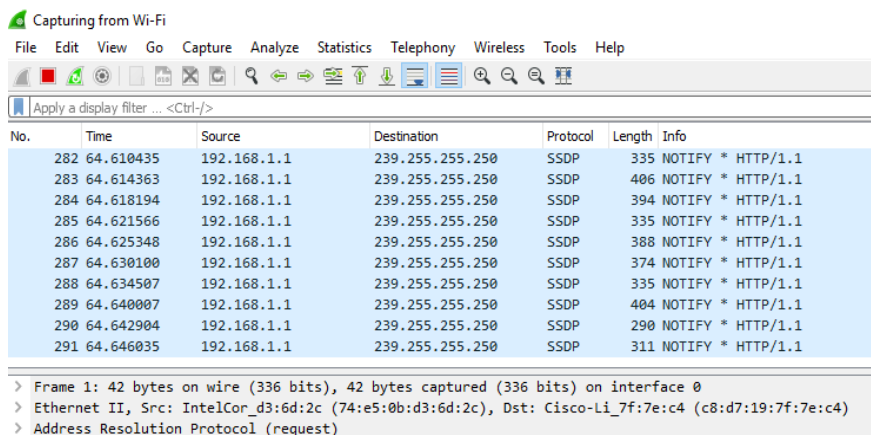 Capturing from Wi-Fi
File Edit View Go Capture Analyze Statistics Telephony Wireless Tools Help
Apply a display filter ... <Ctrl-/>
No. Time Source Destination Protocol Length Info
282 64.610435 192.168.1.1 239.255.255.250 SSDP 335 NOTIFY * HTTP/1.1
283 64.614363 192.168.1.1 239.255.255.250 SSDP 406 NOTIFY * HTTP/1.1
284 64.618194 192.168.1.1 239.255.255.250 SSDP 394 NOTIFY * HTTP/1.1
285 64.621566 192.168.1.1 239.255.255.250 SSDP 335 NOTIFY * HTTP/1.1
286 64.625348 192.168.1.1 239.255.255.250 SSDP 388 NOTIFY * HTTP/1.1
287 64.630100 192.168.1.1 239.255.255.250 SSDP 374 NOTIFY * HTTP/1.1
288 64.634507 192.168.1.1 239.255.255.250 SSDP 335 NOTIFY * HTTP/1.1
289 64.640007 192.168.1.1 239.255.255.250 SSDP 404 NOTIFY * HTTP/1.1
290 64.642904 192.168.1.1 239.255.255.250 SSDP 290 NOTIFY * HTTP/1.1
291 64.646035 192.168.1.1 239.255.255.250 SSDP 311 NOTIFY * HTTP/1.1
> Frame 1: 42 bytes on wire (336 bits), 42 bytes captured (336 bits) on interface 0
> Ethernet II, Src: IntelCor_d3:6d:2c (74:e5:0b:d3:6d:2c), Dst: Cisco-Li_7f:7e:c4 (c8:d7:19:7f:7e:c4)
> Address Resolution Protocol (request)